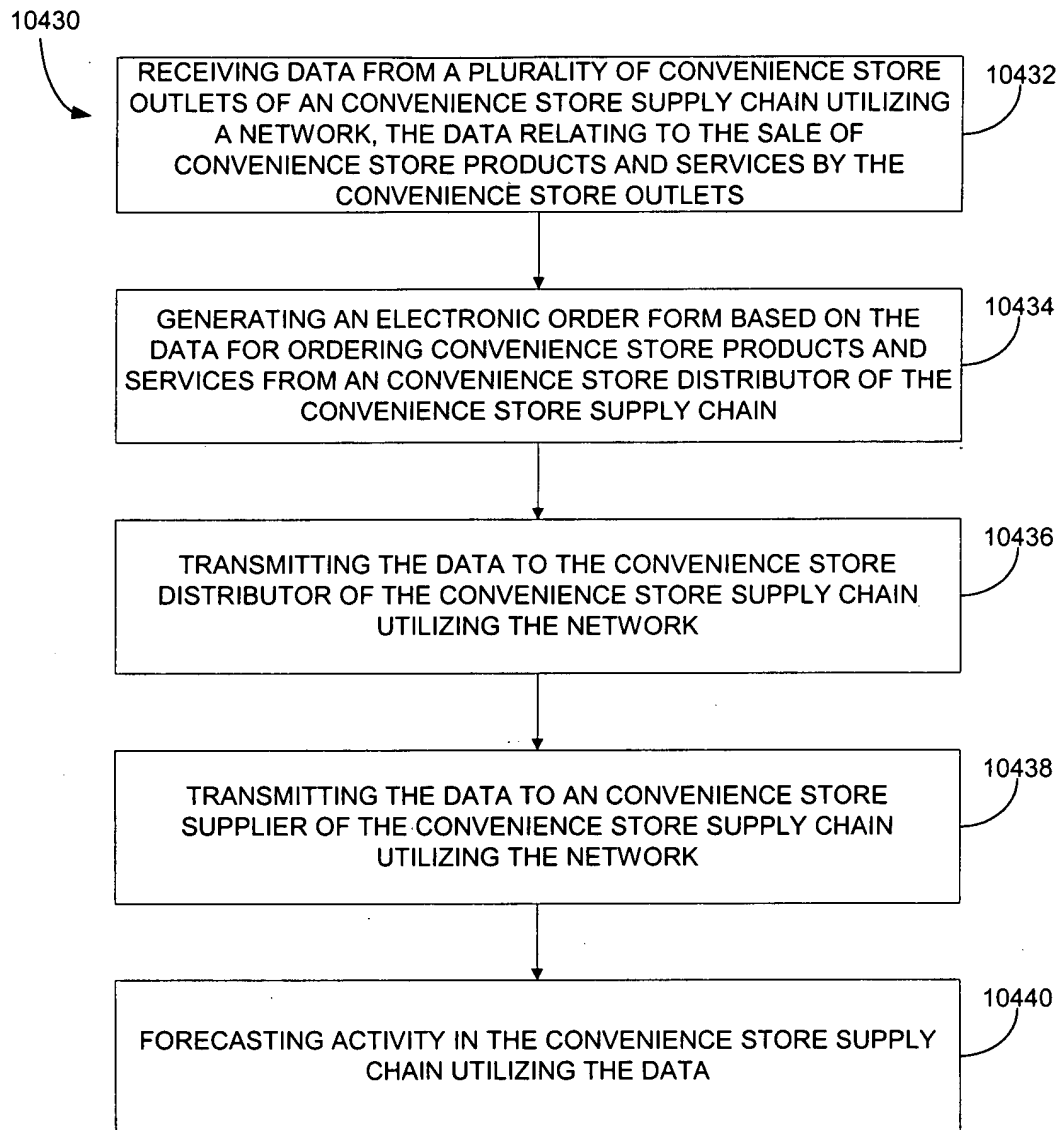 10430
RECEIVING DATA FROM A PLURALITY OF CONVENIENCE STORE
OUTLETS OF AN CONVENIENCE STORE SUPPLY CHAIN UTILIZING
A NETWORK, THE DATA RELATING TO THE SALE OF
CONVENIENCE STORE PRODUCTS AND SERVICES BY THE
CONVENIENCE STORE OUTLETS
10432
GENERATING AN ELECTRONIC ORDER FORM BASED ON THE
DATA FOR ORDERING CONVENIENCE STORE PRODUCTS AND
SERVICES FROM AN CONVENIENCE STORE DISTRIBUTOR OF THE
CONVENIENCE STORE SUPPLY CHAIN
10434
TRANSMITTING THE DATA TO THE CONVENIENCE STORE
DISTRIBUTOR OF THE CONVENIENCE STORE SUPPLY CHAIN
UTILIZING THE NETWORK
10436
TRANSMITTING THE DATA TO AN CONVENIENCE STORE
SUPPLIER OF THE CONVENIENCE STORE SUPPLY CHAIN
UTILIZING THE NETWORK
10438
FORECASTING ACTIVITY IN THE CONVENIENCE STORE SUPPLY
CHAIN UTILIZING THE DATA
10440